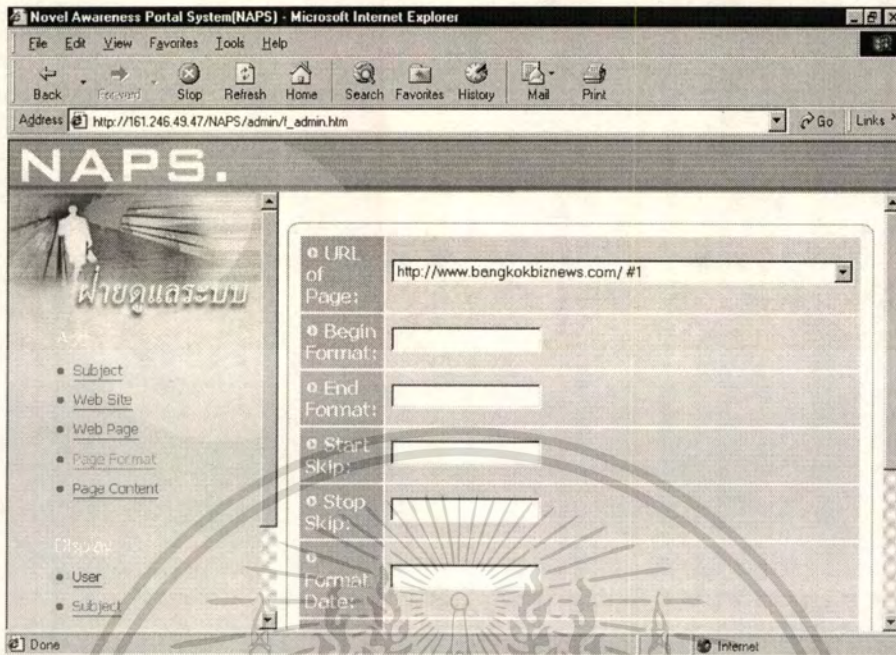 Novel Awareness Portal System(NAPS) - Microsoft Internet Explorer
File Edit View Favorites Tools Help
Back Forward Stop Refresh Home Search Favorites History Mail Print
Address http://161.246.49.47/NAPS/admin/f_admin.htm Go Links
NAPS.
ฝ่ายดูแลระบบ
Subject
Web Site
Web Page
Page Format
Page Content
Display
User
Subject
URL
of
Page:
http://www.bangkokbiznews.com/ #1
Begin
Format:
End
Format:
Start
Skip:
Stop
Skip:
Format
Date:
Done
Internet